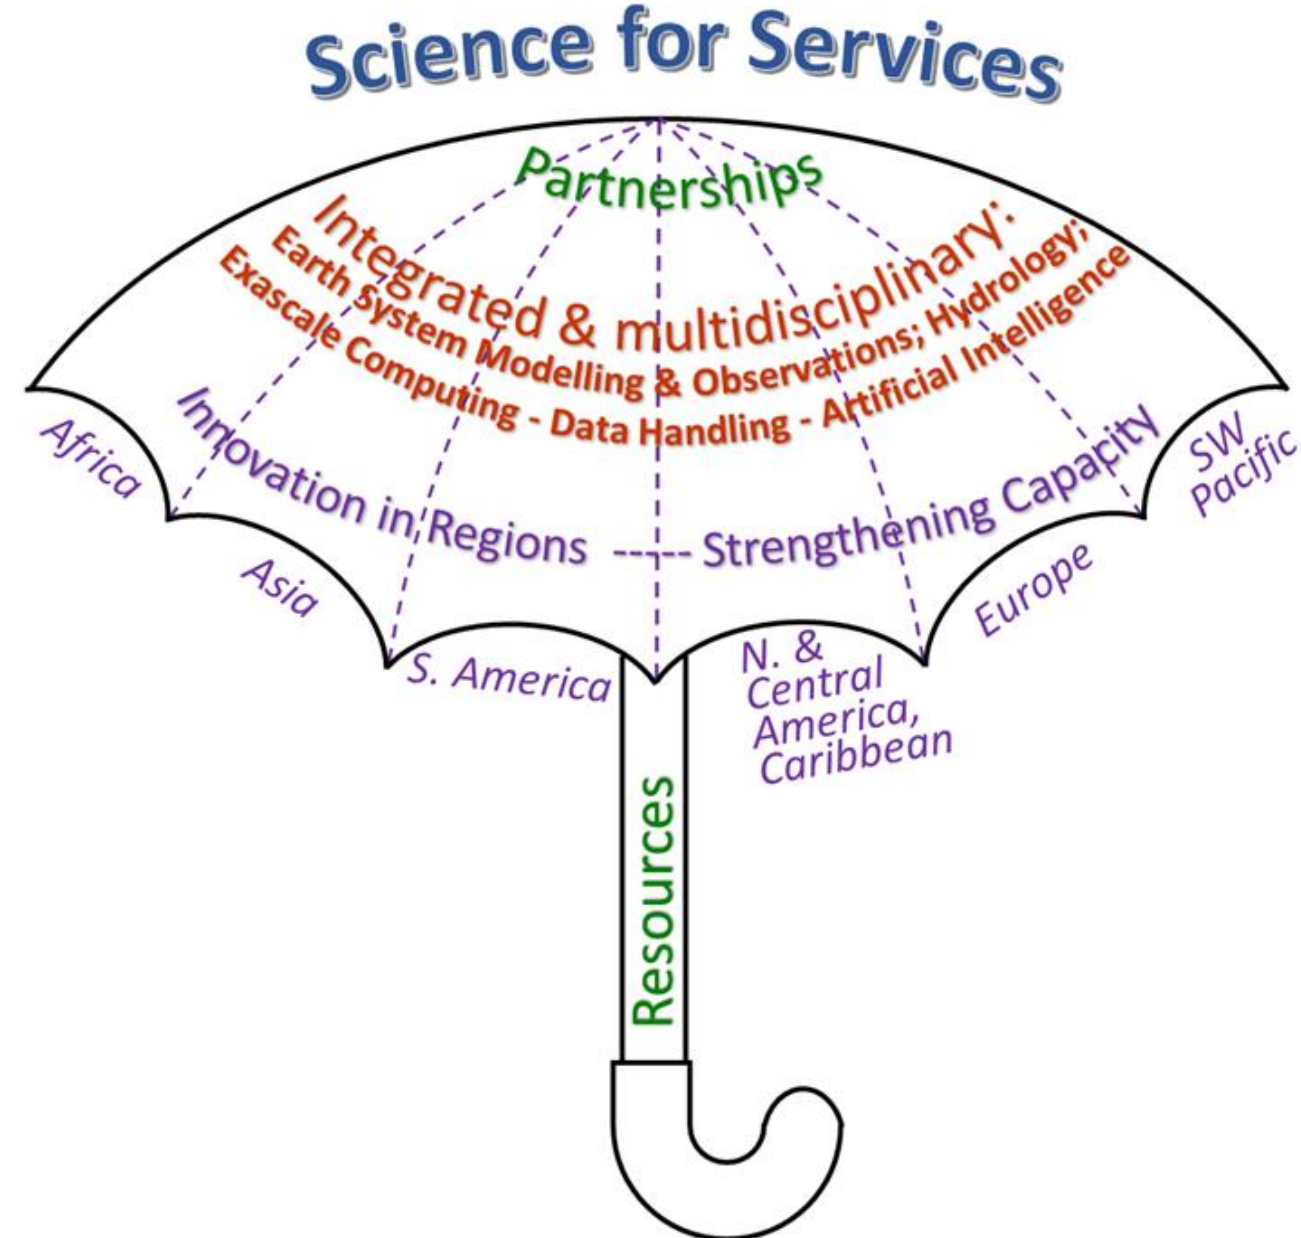 Science for Services
Partnerships
Integrated & multidisciplinary:
Earth System Modelling & Observations; Hydrology;
Exascale Computing - Data Handling - Artificial Intelligence
Innovation in Regions ----- Strengthening Capacity
Africa
Asia
S. America
N. &
Central
America,
Caribbean
Europe
SW
Pacific
Resources